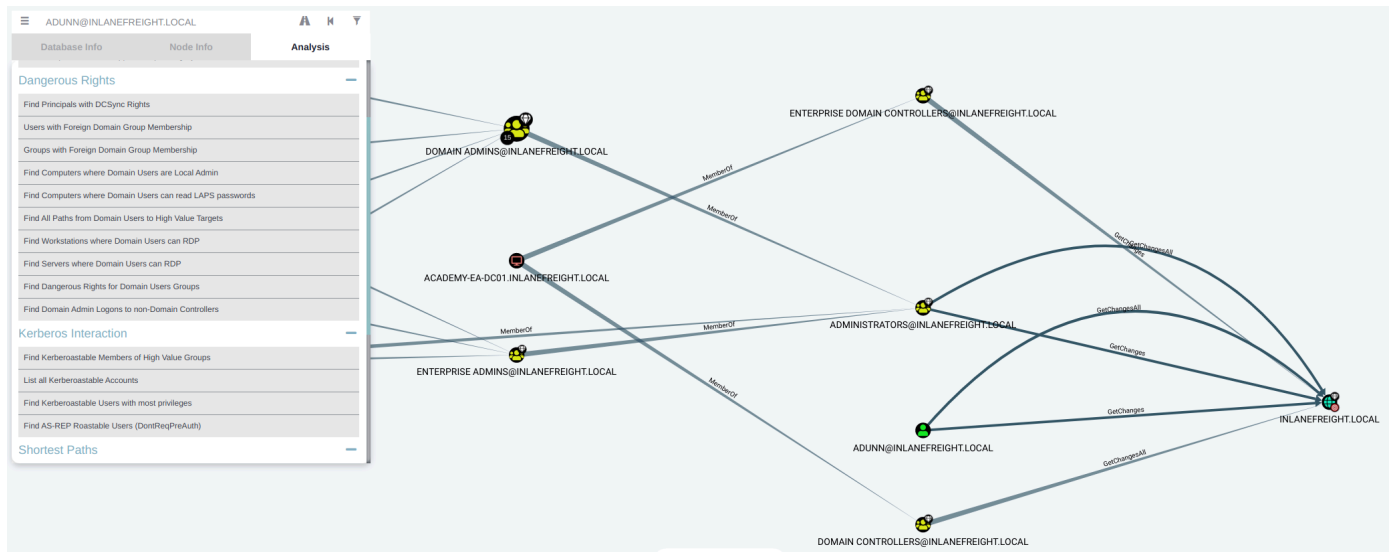 ADUNN@INLANEFREIGHT.LOCAL
Database Info
Node Info
Analysis
Dangerous Rights
Find Principals with DCSync Rights
Users with Foreign Domain Group Membership
Groups with Foreign Domain Group Membership
Find Computers where Domain Users are Local Admin
Find Computers where Domain Users can read LAPS passwords
Find All Paths from Domain Users to High Value Targets
Find Workstations where Domain Users can RDP
Find Servers where Domain Users can RDP
Find Dangerous Rights for Domain Users Groups
Find Domain Admin Logons to non-Domain Controllers
Kerberos Interaction
Find Kerberoastable Members of High Value Groups
List all Kerberoastable Accounts
Find Kerberoastable Users with most privileges
Find AS-REP Roastable Users (DontReqPreAuth)
Shortest Paths
15
DOMAIN ADMINS@INLANEFREIGHT.LOCAL
ENTERPRISE DOMAIN CONTROLLERS@INLANEFREIGHT.LOCAL
MemberOf
MemberOf
GetChangesAll
ACADEMY-EA-DC01.INLANEFREIGHT.LOCAL
GetChangesAll
ADMINISTRATORS@INLANEFREIGHT.LOCAL
MemberOf
MemberOf
GetChanges
ENTERPRISE ADMINS@INLANEFREIGHT.LOCAL
MemberOf
GetChanges
INLANEFREIGHT.LOCAL
ADUNN@INLANEFREIGHT.LOCAL
GetChangesAll
DOMAIN CONTROLLERS@INLANEFREIGHT.LOCAL